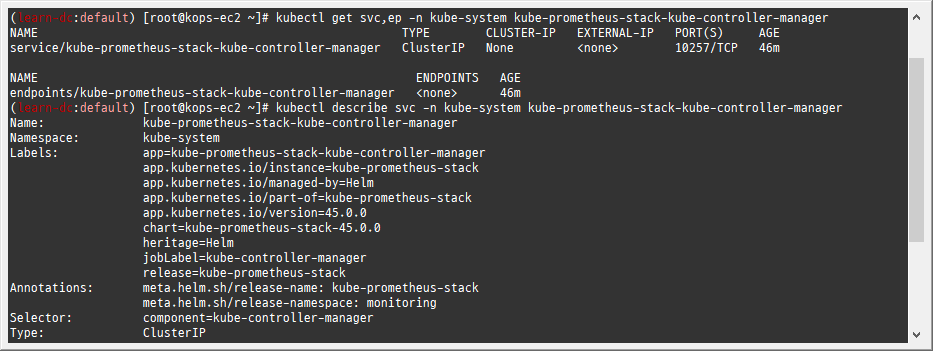 (learn-dt:default) [root@kops-ec2 ~]# kubectl get svc,ep -n kube-system kube-prometheus-stack-kube-controller-manager
NAME TYPE CLUSTER-IP EXTERNAL-IP PORT(S) AGE
service/kube-prometheus-stack-kube-controller-manager ClusterIP None <none> 10257/TCP 46m
NAME ENDPOINTS AGE
endpoints/kube-prometheus-stack-kube-controller-manager <none> 46m
(learn-dt:default) [root@kops-ec2 ~]# kubectl describe svc -n kube-system kube-prometheus-stack-kube-controller-manager
Name: kube-prometheus-stack-kube-controller-manager
Namespace: kube-system
Labels: app=kube-prometheus-stack-kube-controller-manager
app.kubernetes.io/instance=kube-prometheus-stack
app.kubernetes.io/managed-by=Helm
app.kubernetes.io/part-of=kube-prometheus-stack
app.kubernetes.io/version=45.0.0
chart=kube-prometheus-stack-45.0.0
heritage=Helm
jobLabel=kube-controller-manager
release=kube-prometheus-stack
Annotations: meta.helm.sh/release-name: kube-prometheus-stack
meta.helm.sh/release-namespace: monitoring
Selector: component=kube-controller-manager
Type: ClusterIP